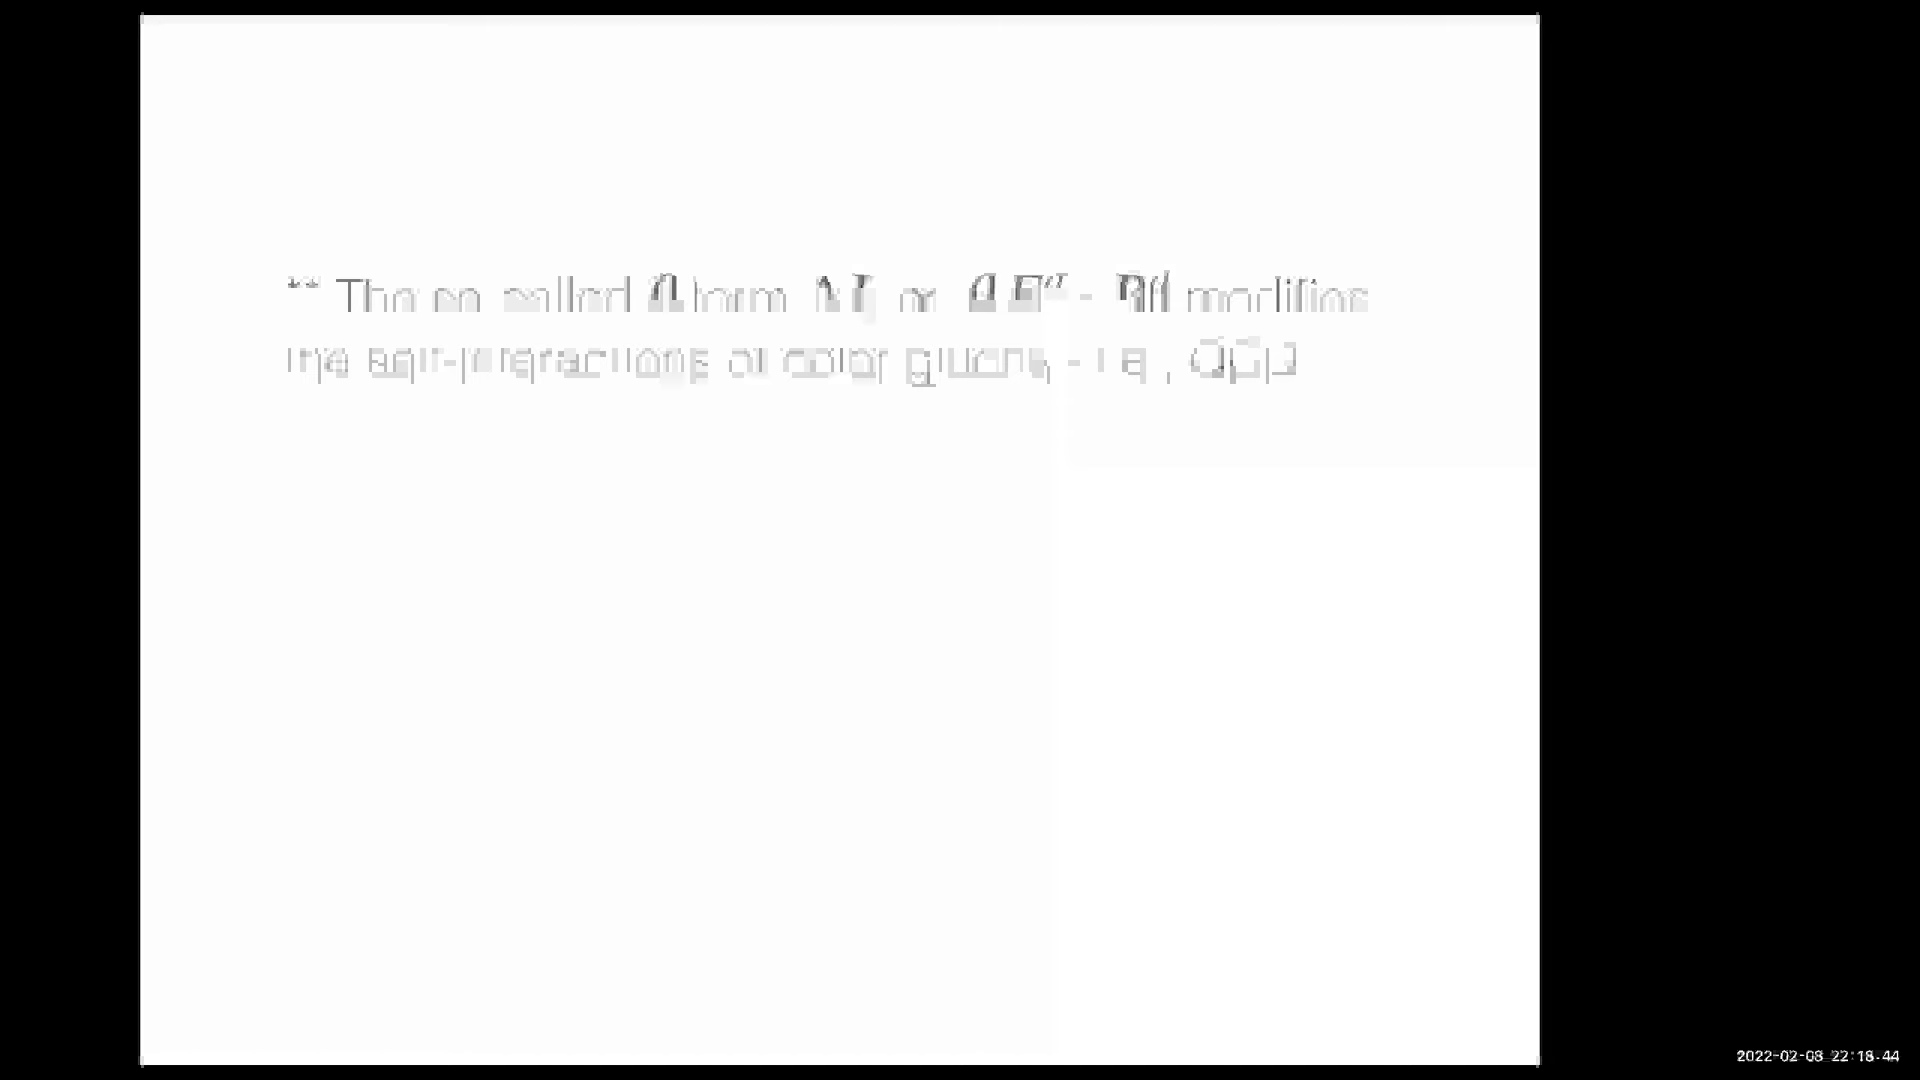 ** The so called θ term, ΔL or θ E^a · B^a modifies
the self-interactions of color gluons - i.e., QCD
2022-02-08 22:18:44